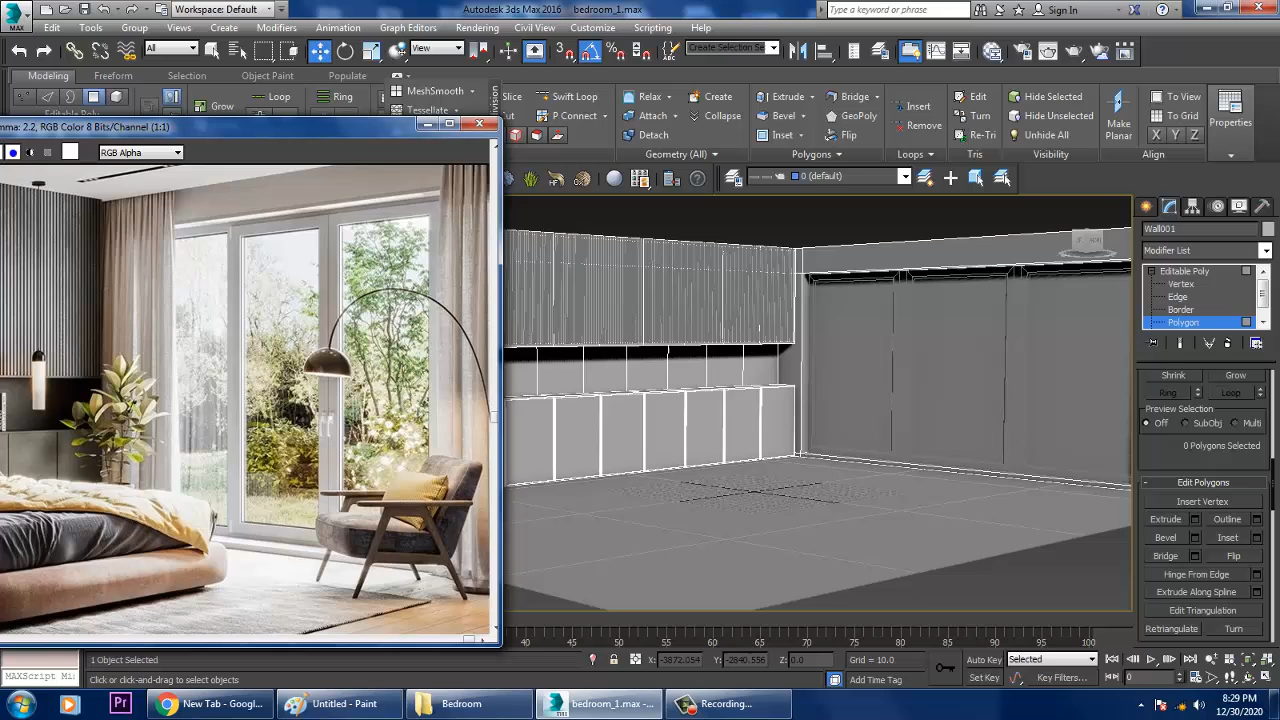 MAX
Workspace: Default
Autodesk 3ds Max 2016    bedroom_1.max
Type a keyword or phrase
Sign In
Edit Tools Group Views Create Modifiers Animation Graph Editors Rendering Civil View Customize Scripting Help
All
View
Create Selection Se
Modeling Freeform Selection Object Paint Populate
Grow Loop Ring
MeshSmooth
Tessellate
Slice Swift Loop
P Connect
Relax Create
Attach Collapse
Detach
Geometry (All)
Extrude Bridge
Bevel GeoPoly
Inset Flip
Polygons
Insert
Remove
Loops
Edit
Turn
Re-Tri
Tris
Hide Selected
Hide Unselected
Unhide All
Visibility
Make
Planar
To View
To Grid
X Y Z
Align
Properties
mma: 2.2, RGB Color 8 Bits/Channel (1:1)
RGB Alpha
0 (default)
Wall001
Modifier List
Editable Poly
Vertex
Edge
Border
Polygon
Shrink Grow
Ring Loop
Preview Selection
Off SubObj Multi
0 Polygons Selected
Edit Polygons
Insert Vertex
Extrude Outline
Bevel Inset
Bridge Flip
Hinge From Edge
Extrude Along Spline
Edit Triangulation
Retriangulate Turn
40 45 50 55 60 65 70 75 80 85 90 95 100
1 Object Selected
X: -3872.054 Y: -2840.556 Z: 0.0 Grid = 10.0
Auto Key Selected
MAXScript Mi
Click or click-and-drag to select objects
Add Time Tag
Set Key Key Filters...
0
Pr
New Tab - Googl...
Untitled - Paint
Bedroom
bedroom_1.max -...
Recording...
8:29 PM
12/30/2020